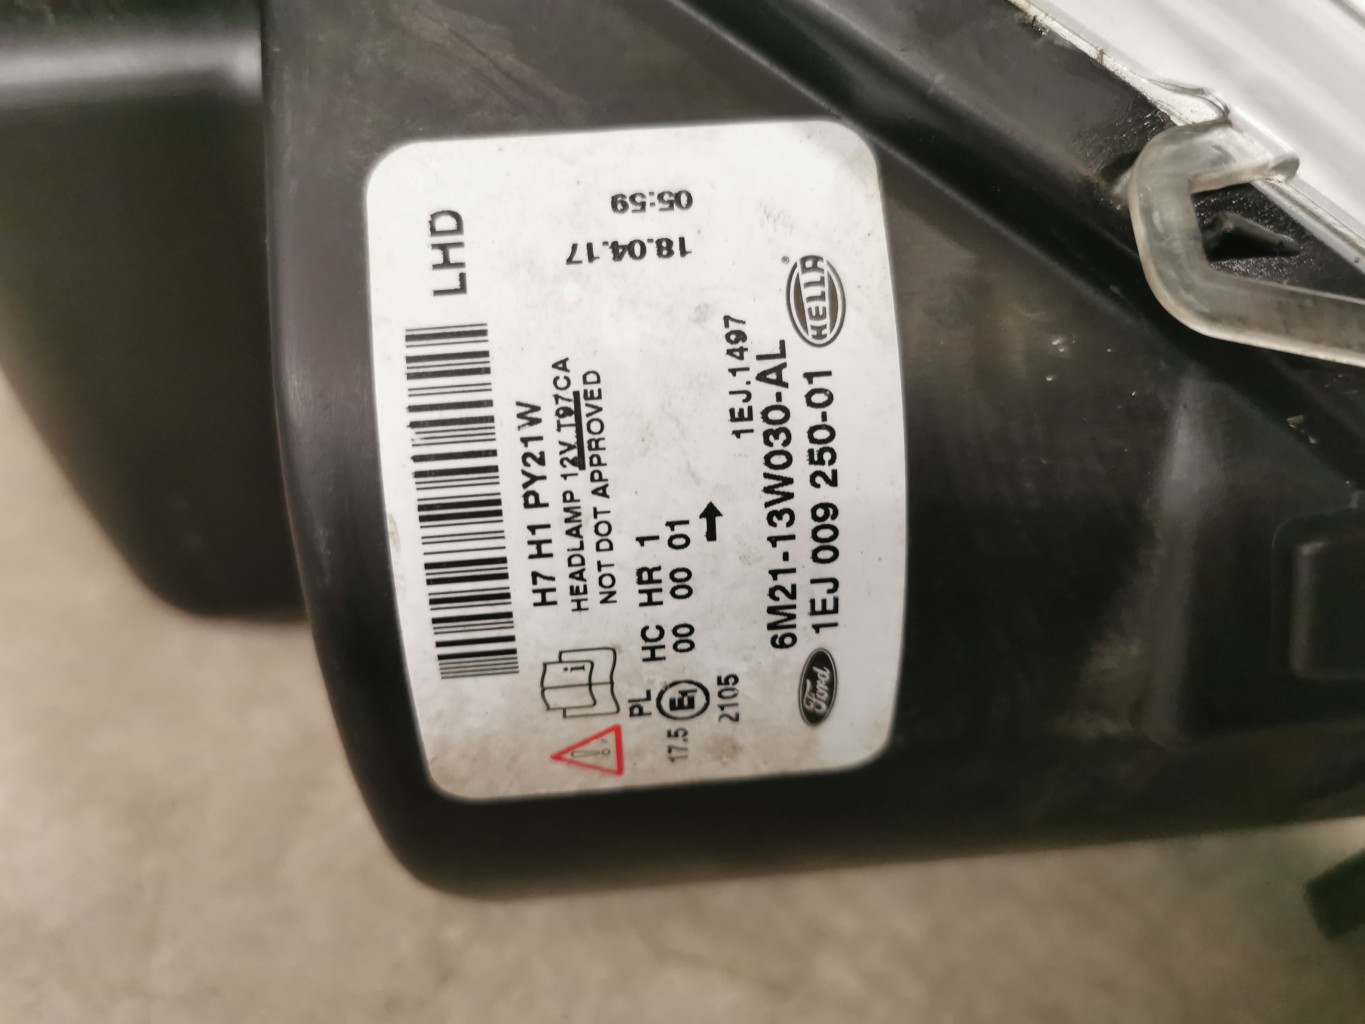 LHD
H7 H1 PY21W
HEADLAMP 12V T97CA
NOT DOT APPROVED
18.04.17 05:59
PL HC HR 1
17.5 E1 00 00 01
2105
1EJ.1497
6M21-13W030-AL
Ford 1EJ 009 250-01 HELLA